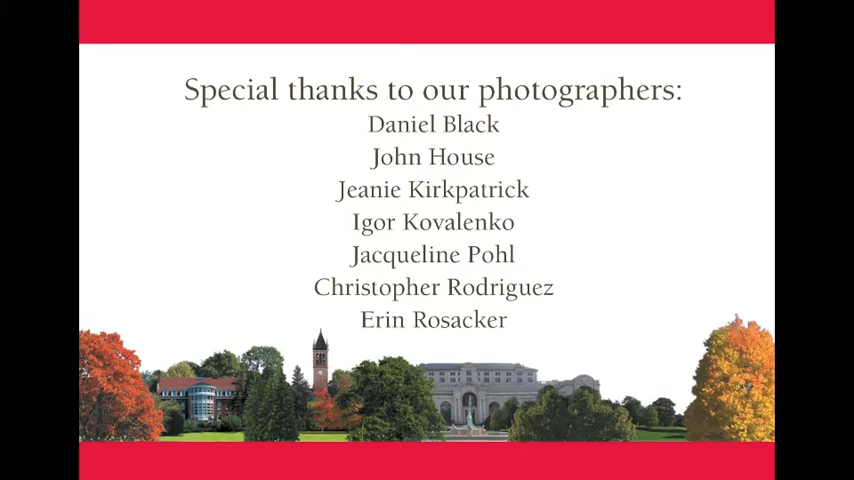 Special thanks to our photographers:
Daniel Black
John House
Jeanie Kirkpatrick
Igor Kovalenko
Jacqueline Pohl
Christopher Rodriguez
Erin Rosacker